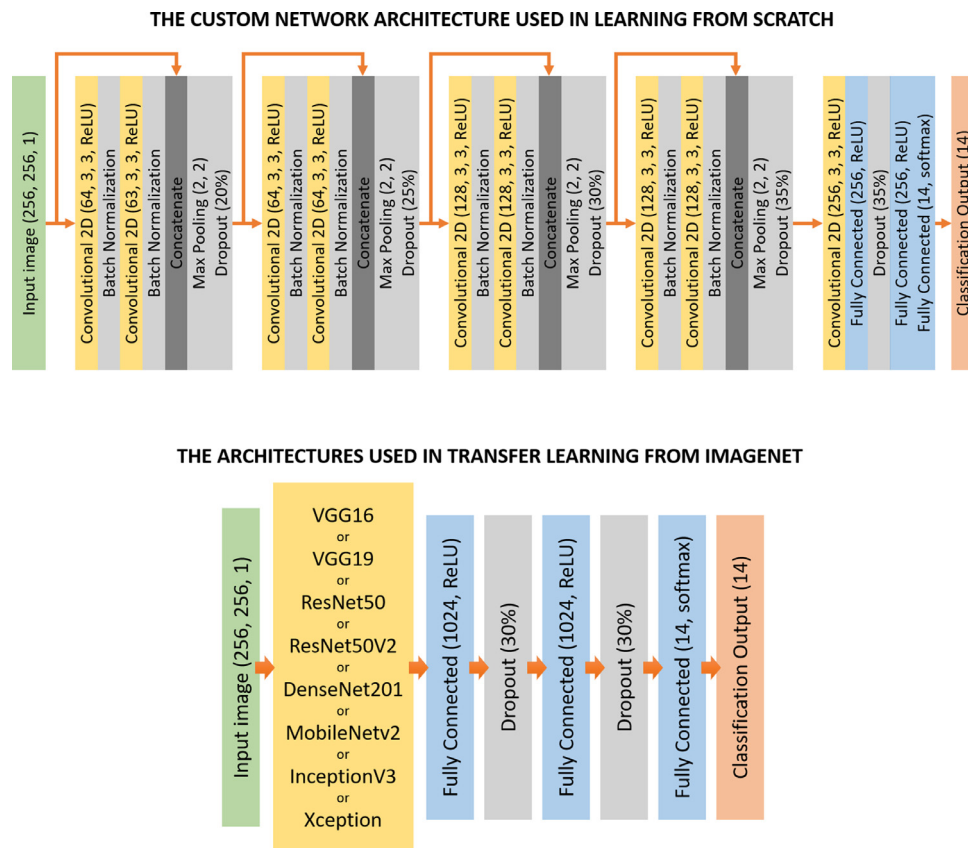 THE CUSTOM NETWORK ARCHITECTURE USED IN LEARNING FROM SCRATCH
Input image (256, 256, 1)
Convolutional 2D (64, 3, 3, ReLU)
Batch Normalization
Convolutional 2D (63, 3, 3, ReLU)
Batch Normalization
Concatenate
Max Pooling (2, 2)
Dropout (20%)
Convolutional 2D (64, 3, 3, ReLU)
Batch Normalization
Convolutional 2D (64, 3, 3, ReLU)
Batch Normalization
Concatenate
Max Pooling (2, 2)
Dropout (25%)
Convolutional 2D (128, 3, 3, ReLU)
Batch Normalization
Convolutional 2D (128, 3, 3, ReLU)
Batch Normalization
Concatenate
Max Pooling (2, 2)
Dropout (30%)
Convolutional 2D (128, 3, 3, ReLU)
Batch Normalization
Convolutional 2D (128, 3, 3, ReLU)
Batch Normalization
Concatenate
Max Pooling (2, 2)
Dropout (35%)
Convolutional 2D (256, 3, 3, ReLU)
Fully Connected (256, ReLU)
Dropout (35%)
Fully Connected (256, ReLU)
Fully Connected (14, softmax)
Classification Output (14)
THE ARCHITECTURES USED IN TRANSFER LEARNING FROM IMAGENET
Input image (256, 256, 1)
VGG16
or
VGG19
or
ResNet50
or
ResNet50V2
or
DenseNet201
or
MobileNetv2
or
InceptionV3
or
Xception
Fully Connected (1024, ReLU)
Dropout (30%)
Fully Connected (1024, ReLU)
Dropout (30%)
Fully Connected (14, softmax)
Classification Output (14)